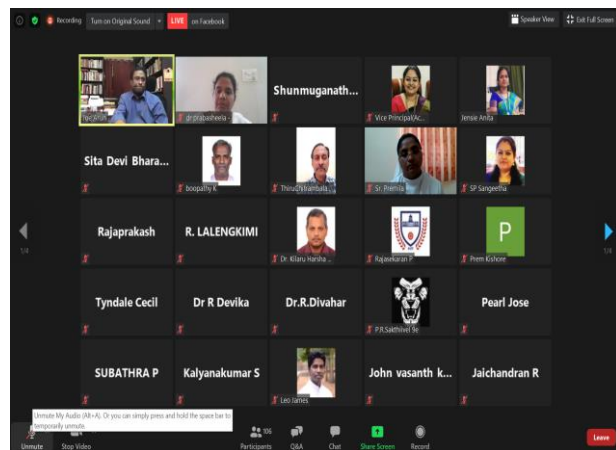 Recording
Turn on Original Sound
LIVE on Facebook
Speaker View
Exit Full Screen
Shunmuganath...
Vice Principal(Ac...
Jensie Anita
Sita Devi Bhara...
boopathy K
Sr. Premila
SP Sangeetha
Rajaprakash
R. LALENGKIMI
Dr. Kilaru Harsha ...
Rajasekaran P
P
Prem Kishore
1/4
1/4
Tyndale Cecil
Dr R Devika
Dr.R.Divahar
P.R.Sakthiivel 9e
Pearl Jose
SUBATHRA P
Kalyanakumar S
Leo James
John vasanth k...
Jaichandran R
Unmute My Audio (Alt+A). Or you can simply press and hold the space bar to
temporarily unmute.
Unmute
Stop Video
106
Participants
Q&A
Chat
Share Screen
Record
Leave